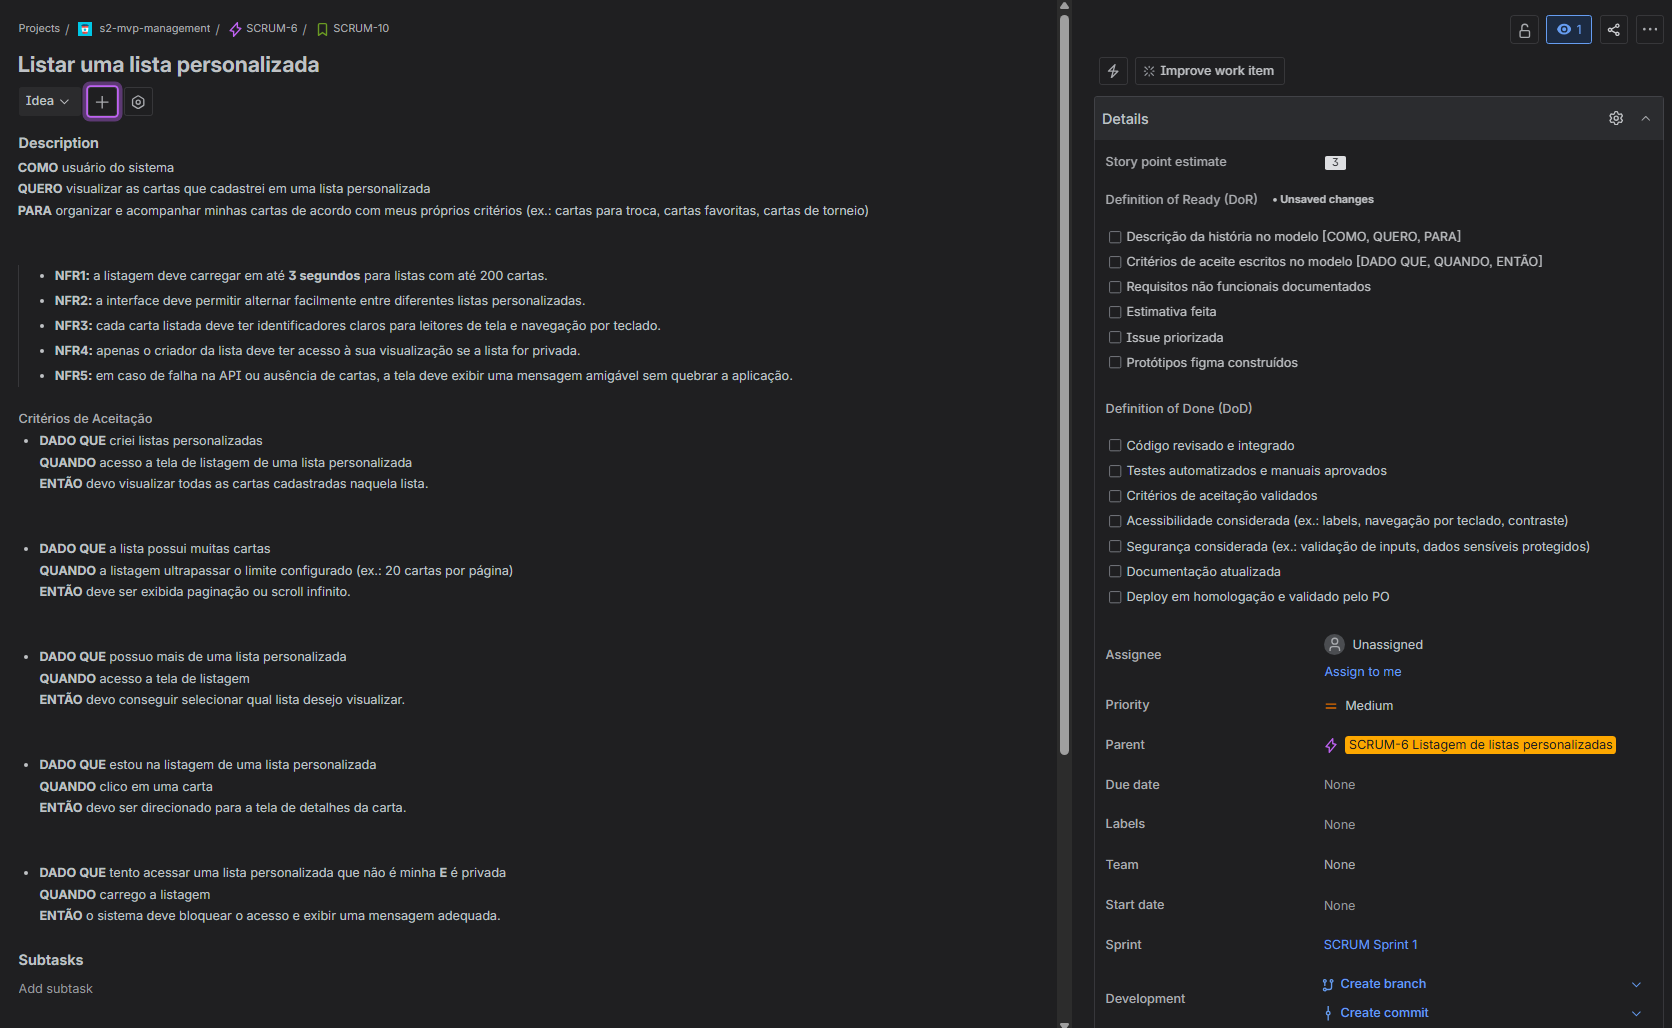 Projects / s2-mvp-management / SCRUM-6 / SCRUM-10
Listar uma lista personalizada
Idea
Description
COMO usuário do sistema
QUERO visualizar as cartas que cadastrei em uma lista personalizada
PARA organizar e acompanhar minhas cartas de acordo com meus próprios critérios (ex.: cartas para troca, cartas favoritas, cartas de torneio)
• NFR1: a listagem deve carregar em até 3 segundos para listas com até 200 cartas.
• NFR2: a interface deve permitir alternar facilmente entre diferentes listas personalizadas.
• NFR3: cada carta listada deve ter identificadores claros para leitores de tela e navegação por teclado.
• NFR4: apenas o criador da lista deve ter acesso à sua visualização se a lista for privada.
• NFR5: em caso de falha na API ou ausência de cartas, a tela deve exibir uma mensagem amigável sem quebrar a aplicação.
Critérios de Aceitação
• DADO QUE criei listas personalizadas
QUANDO acesso a tela de listagem de uma lista personalizada
ENTÃO devo visualizar todas as cartas cadastradas naquela lista.
• DADO QUE a lista possui muitas cartas
QUANDO a listagem ultrapassar o limite configurado (ex.: 20 cartas por página)
ENTÃO deve ser exibida paginação ou scroll infinito.
• DADO QUE possuo mais de uma lista personalizada
QUANDO acesso a tela de listagem
ENTÃO devo conseguir selecionar qual lista desejo visualizar.
• DADO QUE estou na listagem de uma lista personalizada
QUANDO clico em uma carta
ENTÃO devo ser direcionado para a tela de detalhes da carta.
• DADO QUE tento acessar uma lista personalizada que não é minha E é privada
QUANDO carrego a listagem
ENTÃO o sistema deve bloquear o acesso e exibir uma mensagem adequada.
Subtasks
Add subtask
1
Improve work item
Details
Story point estimate 3
Definition of Ready (DoR) • Unsaved changes
Descrição da história no modelo [COMO, QUERO, PARA]
Critérios de aceite escritos no modelo [DADO QUE, QUANDO, ENTÃO]
Requisitos não funcionais documentados
Estimativa feita
Issue priorizada
Protótipos figma construídos
Definition of Done (DoD)
Código revisado e integrado
Testes automatizados e manuais aprovados
Critérios de aceitação validados
Acessibilidade considerada (ex.: labels, navegação por teclado, contraste)
Segurança considerada (ex.: validação de inputs, dados sensíveis protegidos)
Documentação atualizada
Deploy em homologação e validado pelo PO
Assignee Unassigned
Assign to me
Priority Medium
Parent SCRUM-6 Listagem de listas personalizadas
Due date None
Labels None
Team None
Start date None
Sprint SCRUM Sprint 1
Development Create branch
Create commit